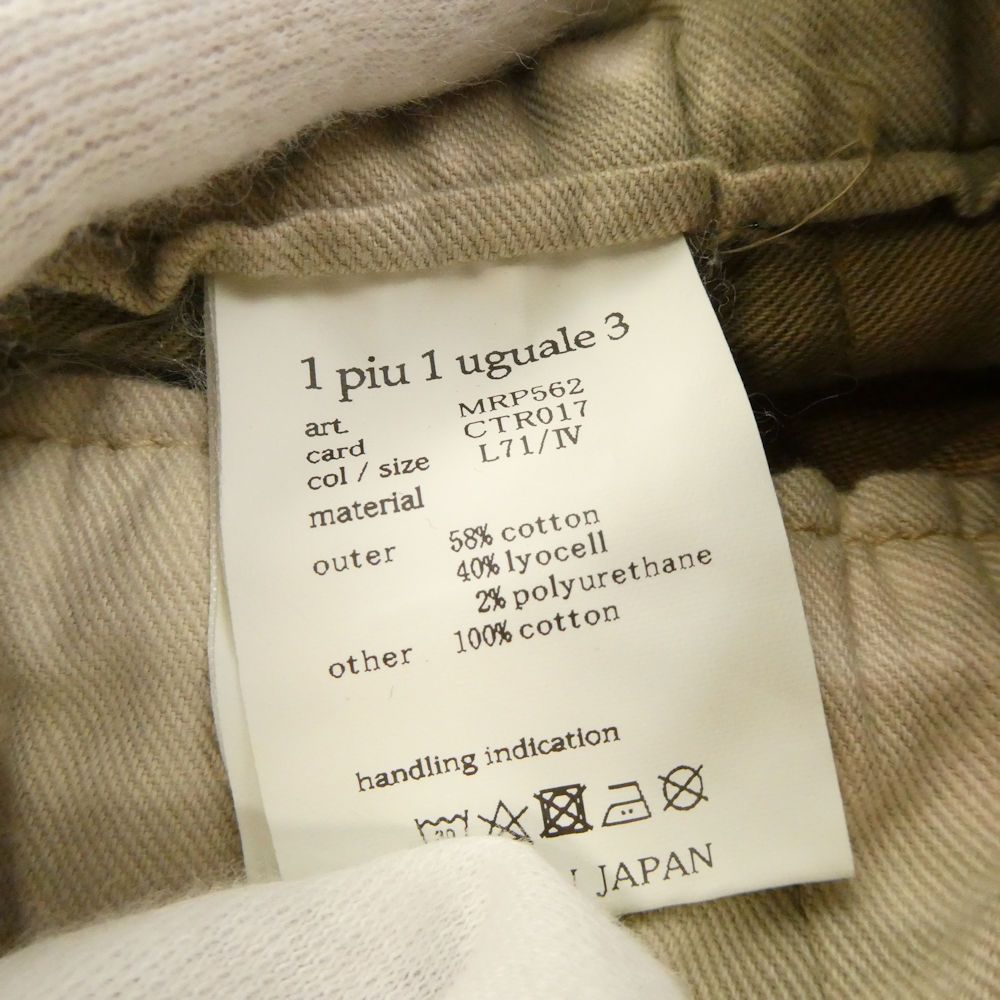 1 piu 1 uguale 3
art. MRP562
card CTR017
col / size L71/IV
material
outer 58% cotton
40% lyocell
2% polyurethane
other 100% cotton
handling indication
30
JAPAN